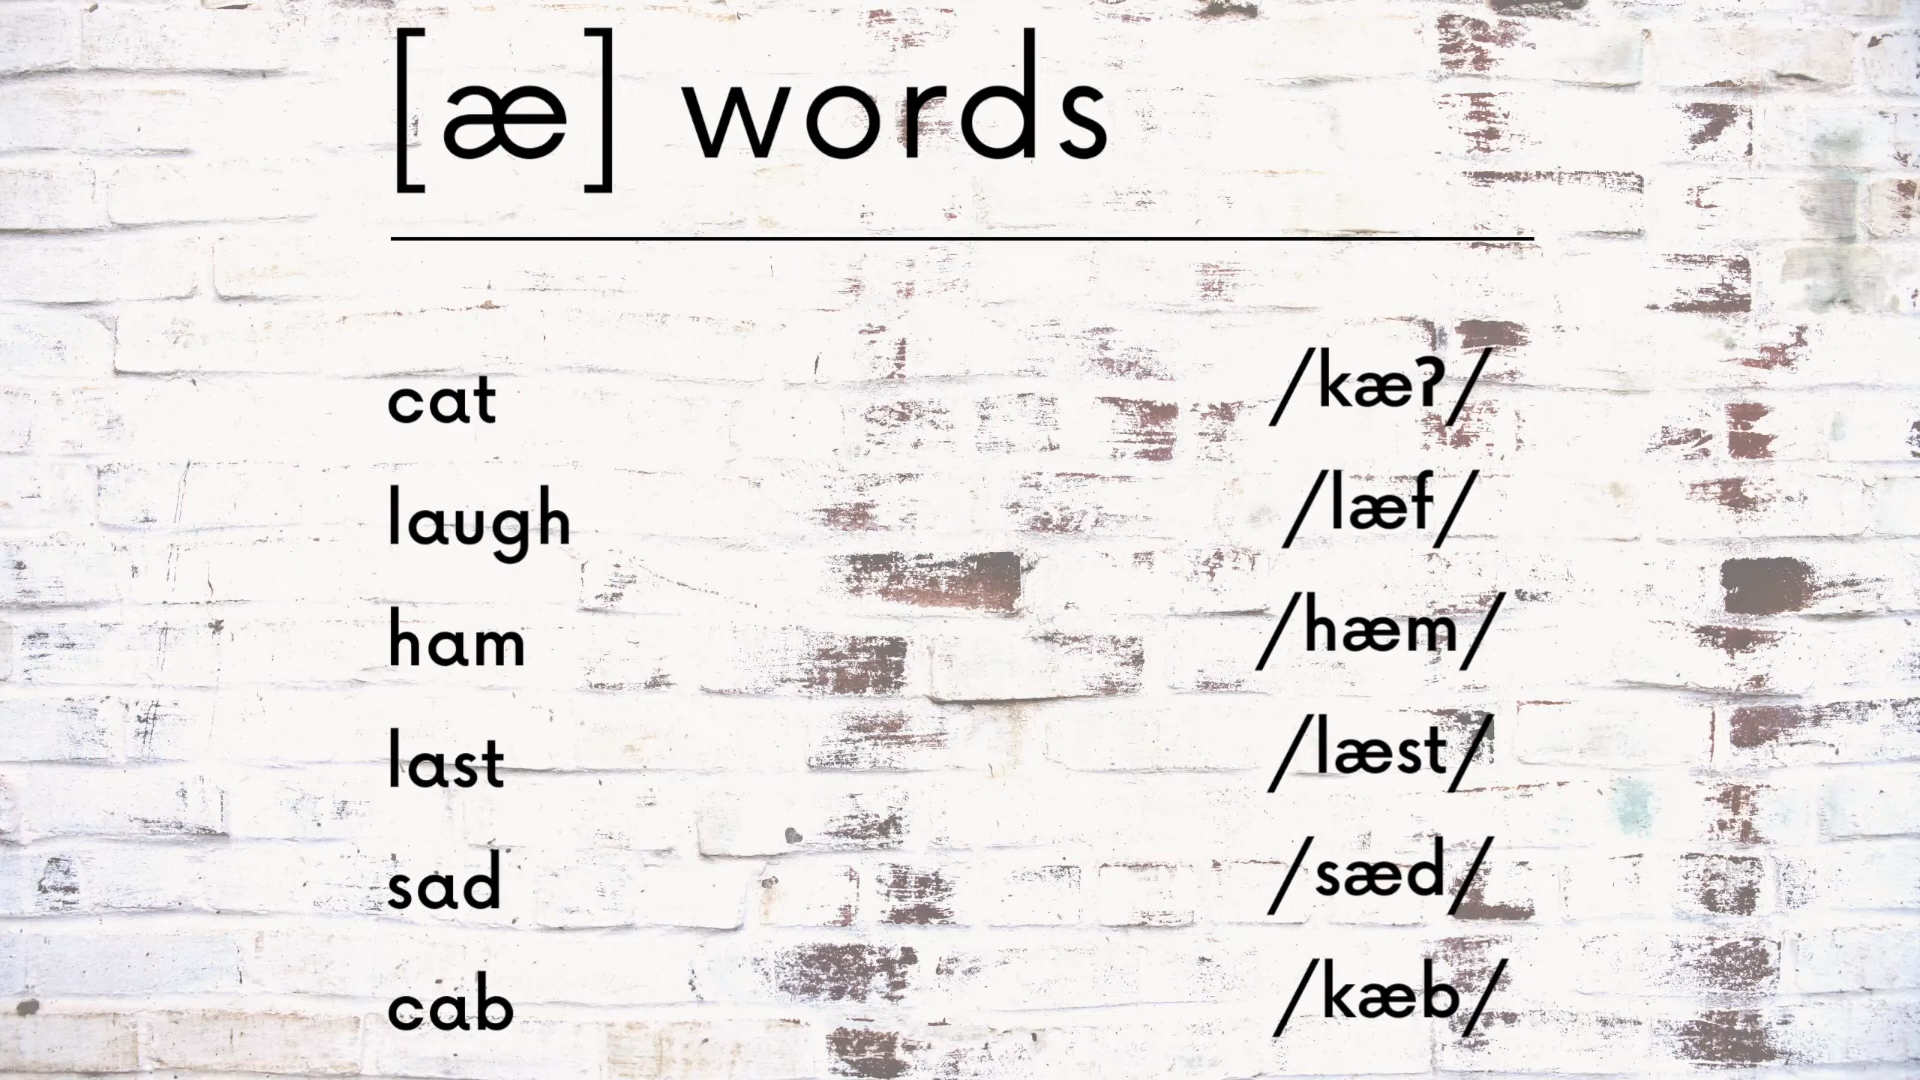 [æ] words
cat /kæʔ/
laugh /læf/
ham /hæm/
last /læst/
sad /sæd/
cab /kæb/